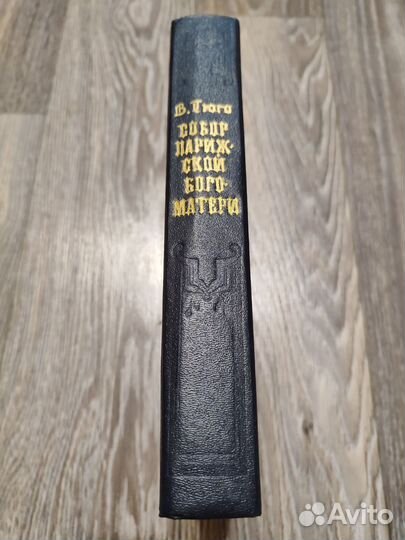 В. Гюго
СОБОР
ПАРИЖ-
СКОЙ
БОГО-
МАТЕРИ
Avito